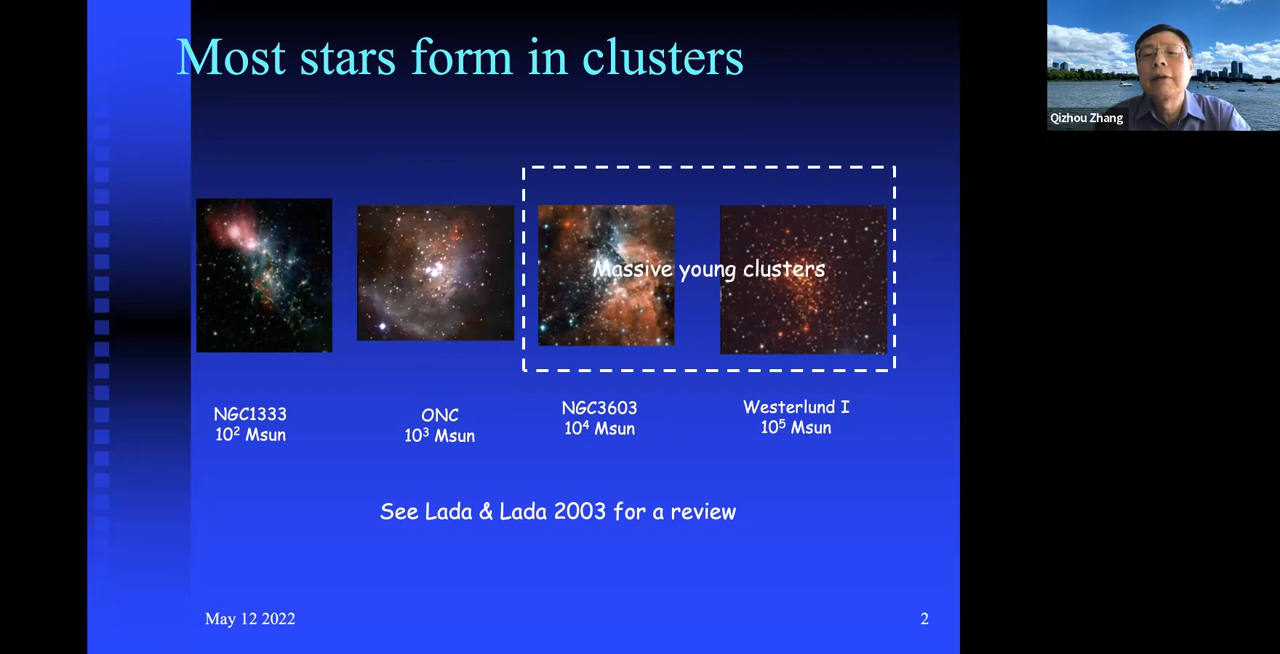 Most stars form in clusters
Qizhou Zhang
Massive young clusters
NGC1333
10² Msun
ONC
10³ Msun
NGC3603
10⁴ Msun
Westerlund I
10⁵ Msun
See Lada & Lada 2003 for a review
May 12 2022
2